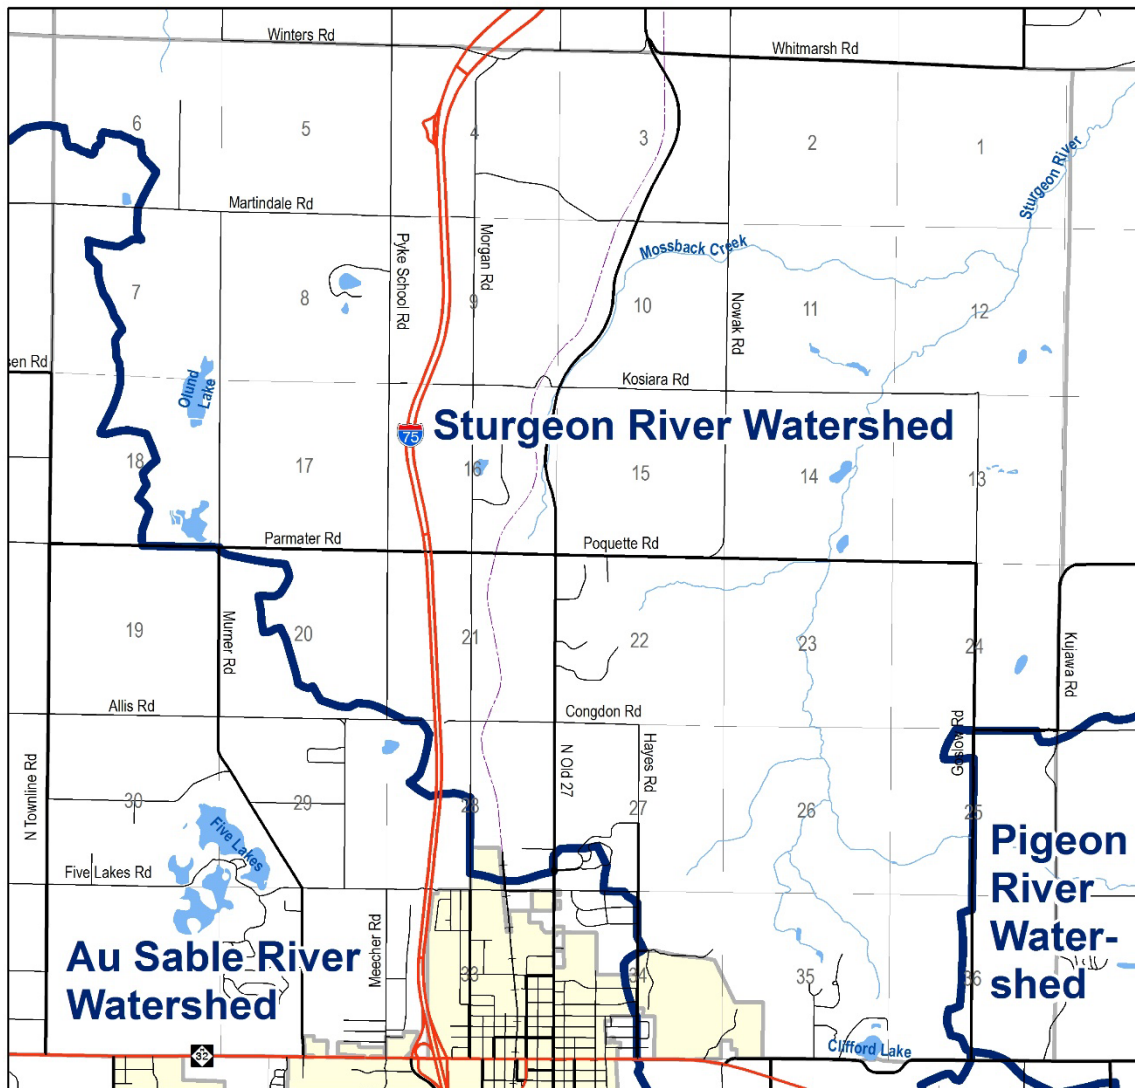 Winters Rd
Whitmarsh Rd
6
5
4
3
2
1
Sturgeon River
Martindale Rd
Pyke School Rd
Morgan Rd
Mossback Creek
7
8
9
10
Nowak Rd
11
12
sen Rd
Olund
Lake
Kosiara Rd
75
Sturgeon River Watershed
18
17
16
15
14
13
Parmater Rd
Poquette Rd
19
Murner Rd
20
21
22
23
24
Kujawa Rd
Allis Rd
Congdon Rd
Goslow Rd
N Townline Rd
N Old 27
Hayes Rd
30
29
28
27
26
25
Five Lakes
Five Lakes Rd
Pigeon
River
Water-
shed
Meecher Rd
Au Sable River
Watershed
33
34
35
36
32
Clifford Lake